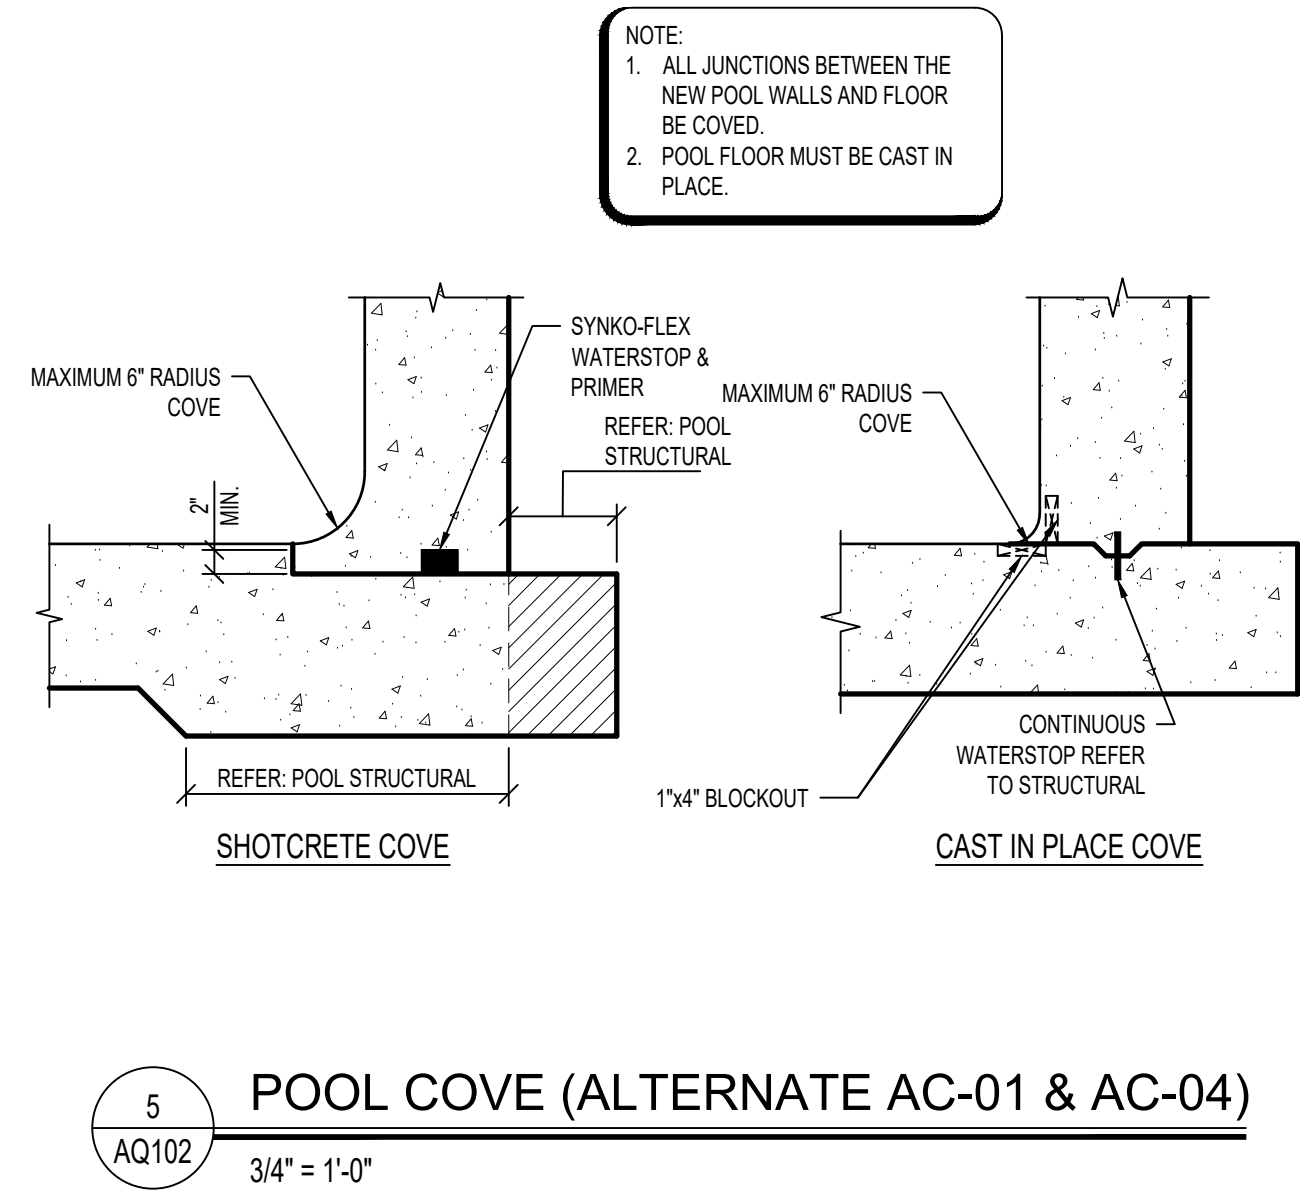 NOTE:
1. ALL JUNCTIONS BETWEEN THE
NEW POOL WALLS AND FLOOR
BE COVED.
2. POOL FLOOR MUST BE CAST IN
PLACE.
SYNKO-FLEX
WATERSTOP &
PRIMER
MAXIMUM 6" RADIUS
COVE
REFER: POOL
STRUCTURAL
2"
MIN.
REFER: POOL STRUCTURAL
SHOTCRETE COVE
MAXIMUM 6" RADIUS
COVE
CONTINUOUS
WATERSTOP REFER
TO STRUCTURAL
1"x4" BLOCKOUT
CAST IN PLACE COVE
5
AQ102
POOL COVE (ALTERNATE AC-01 & AC-04)
3/4" = 1'-0"